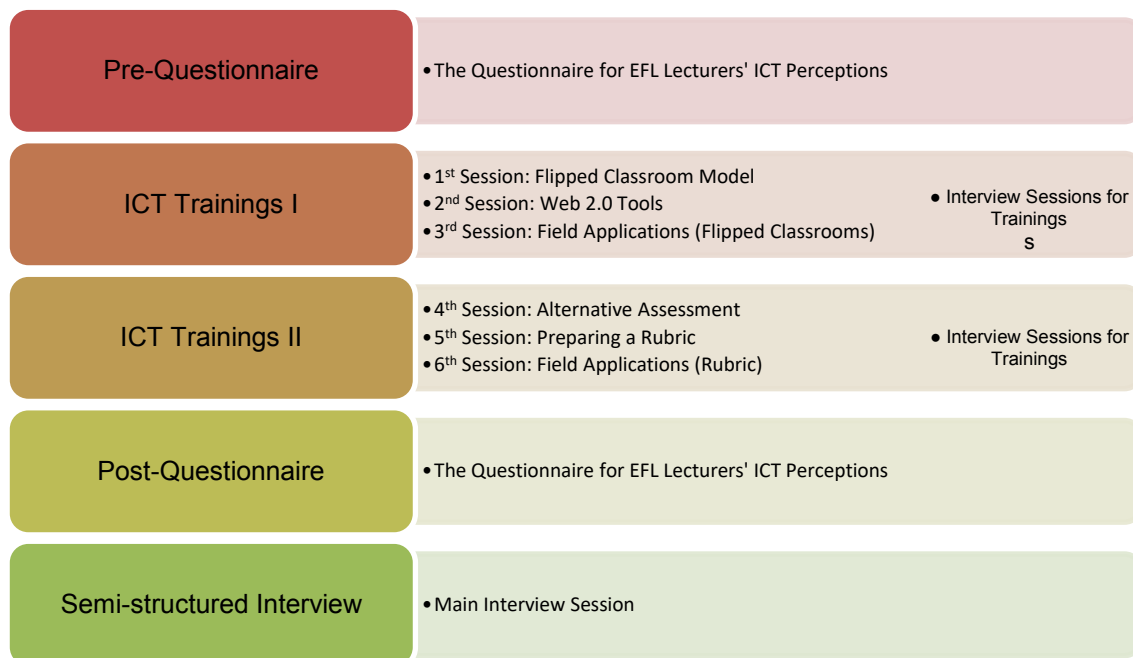 Pre-Questionnaire
•The Questionnaire for EFL Lecturers' ICT Perceptions
ICT Trainings I
•1st Session: Flipped Classroom Model
•2nd Session: Web 2.0 Tools
•3rd Session: Field Applications (Flipped Classrooms)
● Interview Sessions for
Trainings
s
ICT Trainings II
•4th Session: Alternative Assessment
•5th Session: Preparing a Rubric
•6th Session: Field Applications (Rubric)
● Interview Sessions for
Trainings
Post-Questionnaire
•The Questionnaire for EFL Lecturers' ICT Perceptions
Semi-structured Interview
•Main Interview Session